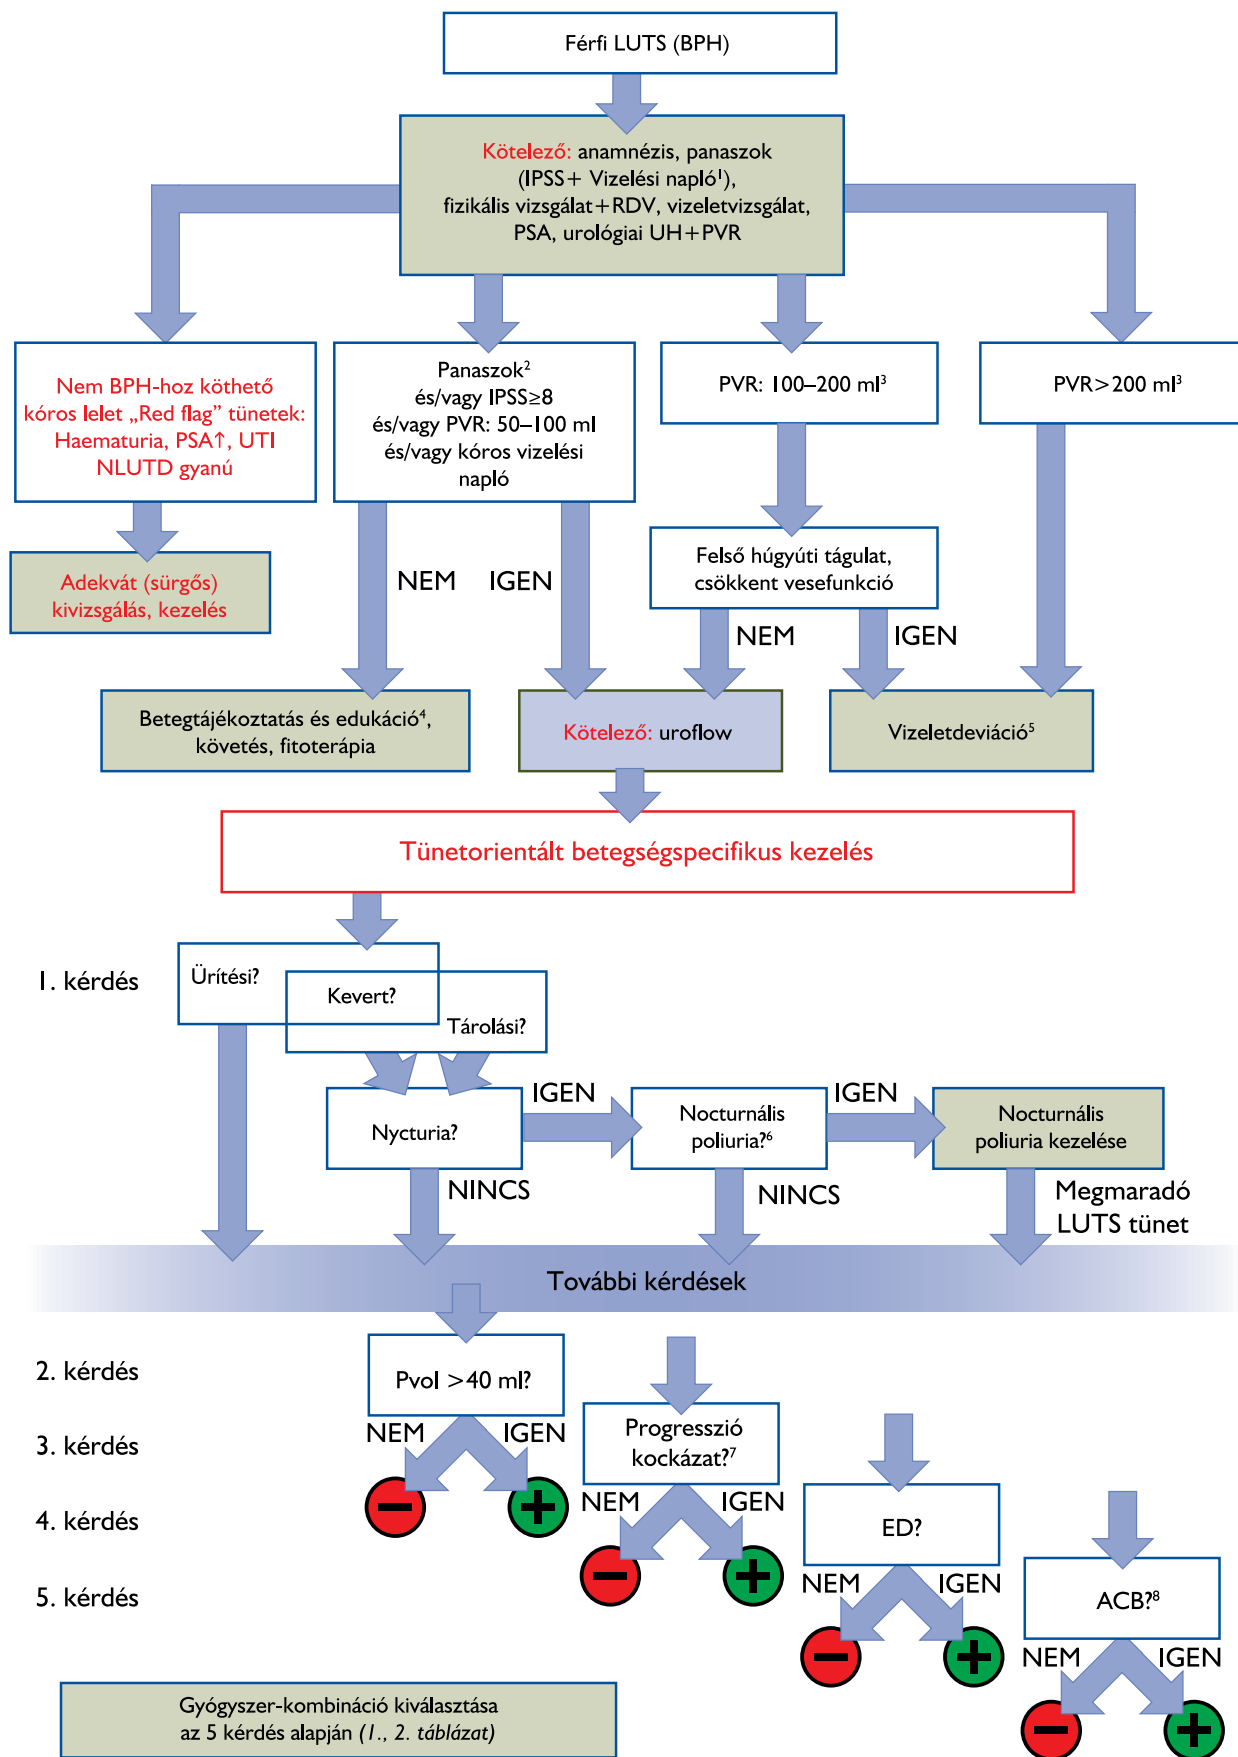 Férfi LUTS (BPH)
Kötelező: anamnézis, panaszok
(IPSS+ Vizelési napló¹),
fizikális vizsgálat+RDV, vizeletvizsgálat,
PSA, urológiai UH+PVR
Nem BPH-hoz köthető
kóros lelet „Red flag” tünetek:
Haematuria, PSA↑, UTI
NLUTD gyanú
Panaszok²
és/vagy IPSS≥8
és/vagy PVR: 50–100 ml
és/vagy kóros vizelési
napló
PVR: 100–200 ml³
PVR>200 ml³
Adekvát (sürgős)
kivizsgálás, kezelés
NEM
IGEN
Felső húgyúti tágulat,
csökkent vesefunkció
NEM
IGEN
Betegtájékoztatás és edukáció⁴,
követés, fitoterápia
Kötelező: uroflow
Vizeletdeviáció⁵
Tünetorientált betegségspecifikus kezelés
1. kérdés
Ürítési?
Kevert?
Tárolási?
Nycturia?
IGEN
Nocturnális
poliuria?⁶
IGEN
Nocturnális
poliuria kezelése
NINCS
NINCS
Megmaradó
LUTS tünet
További kérdések
2. kérdés
Pvol >40 ml?
NEM
IGEN
3. kérdés
Progresszió
kockázat?⁷
NEM
IGEN
4. kérdés
ED?
NEM
IGEN
5. kérdés
ACB?⁸
NEM
IGEN
Gyógyszer-kombináció kiválasztása
az 5 kérdés alapján (1., 2. táblázat)